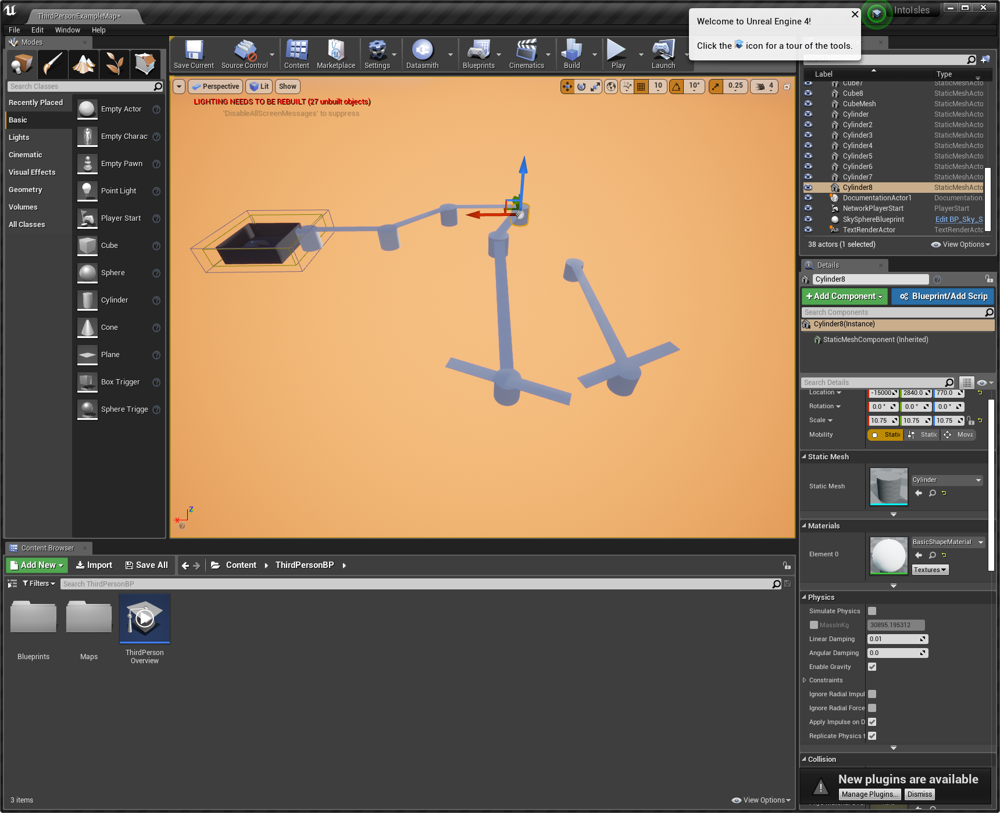 ThirdPersonExampleMap*
IntoIsles
File Edit Window Help
Welcome to Unreal Engine 4!
Click the icon for a tour of the tools.
Modes
Search Classes
Recently Placed
Basic
Lights
Cinematic
Visual Effects
Geometry
Volumes
All Classes
Empty Actor
Empty Charac
Empty Pawn
Point Light
Player Start
Cube
Sphere
Cylinder
Cone
Plane
Box Trigger
Sphere Trigge
Save Current
Source Control
Content
Marketplace
Settings
Datasmith
Blueprints
Cinematics
Build
Play
Launch
Perspective Lit Show
10 10° 0.25 4
LIGHTING NEEDS TO BE REBUILT (27 unbuilt objects)
'DisableAllScreenMessages' to suppress
Z
X
Label Type
Cube7 StaticMeshActo
Cube8 StaticMeshActo
CubeMesh StaticMeshActo
Cylinder StaticMeshActo
Cylinder2 StaticMeshActo
Cylinder3 StaticMeshActo
Cylinder4 StaticMeshActo
Cylinder5 StaticMeshActo
Cylinder6 StaticMeshActo
Cylinder7 StaticMeshActo
Cylinder8 StaticMeshActo
DocumentationActor1 Documentation.
NetworkPlayerStart PlayerStart
SkySphereBlueprint Edit BP_Sky_S
TextRenderActor TextRenderActo
38 actors (1 selected)
View Options
Details
Cylinder8
+Add Component
Blueprint/Add Scrip
Search Components
Cylinder8(Instance)
StaticMeshComponent (Inherited)
Search Details
Location -15000 2840.0 770.0
Rotation 0.0 ° 0.0 ° 0.0 °
Scale 10.75 10.75 10.75
Mobility Static Static Mova
Static Mesh
Static Mesh
Cylinder
Materials
Element 0
BasicShapeMaterial
Textures
Physics
Simulate Physics
MassInKg 30895.195312
Linear Damping 0.01
Angular Damping 0.0
Enable Gravity
Constraints
Ignore Radial Impul
Ignore Radial Force
Apply Impulse on D
Replicate Physics t
Collision
New plugins are available
Manage Plugins... Dismiss
Content Browser
Add New Import Save All Content ThirdPersonBP
Filters Search ThirdPersonBP
Blueprints
Maps
ThirdPerson
Overview
3 items
View Options